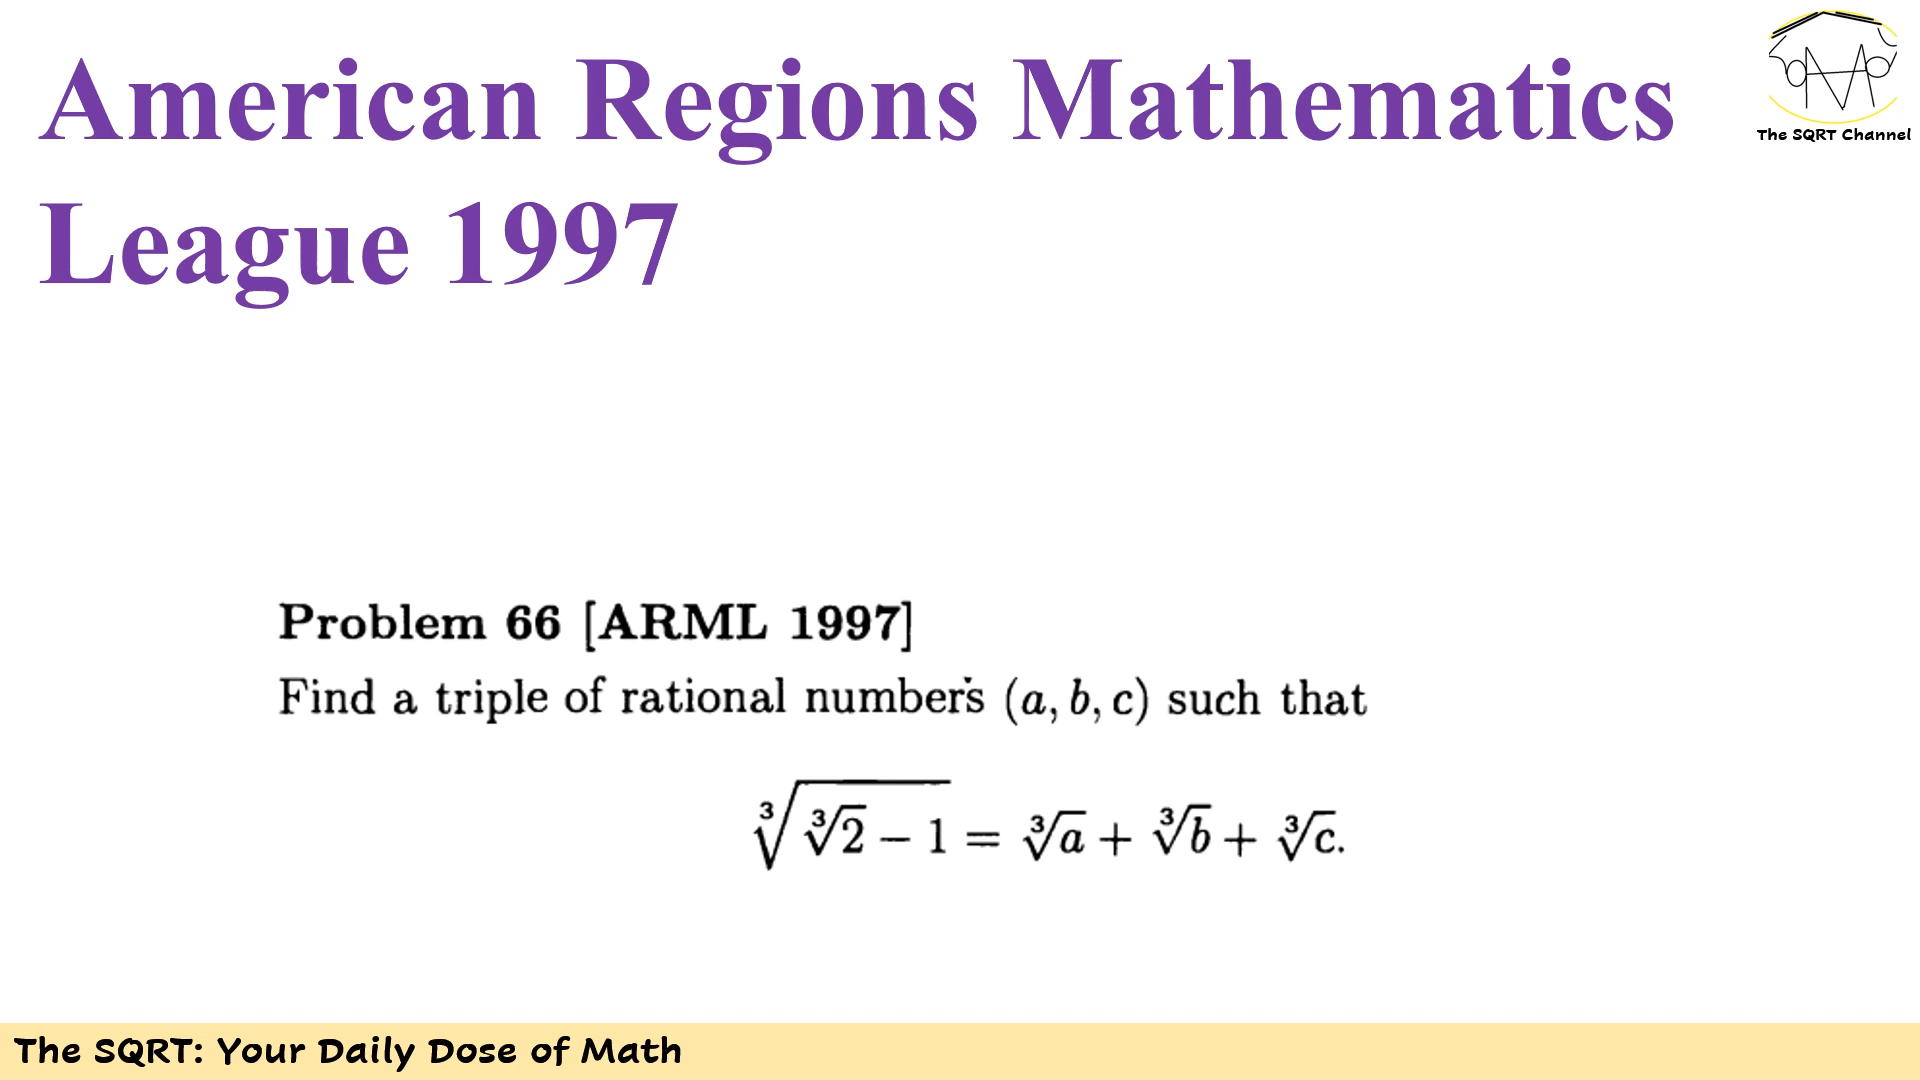 American Regions Mathematics
League 1997
The SQRT Channel
Problem 66 [ARML 1997]
Find a triple of rational numbers (a, b, c) such that
∛(∛2 − 1) = ∛a + ∛b + ∛c.
The SQRT: Your Daily Dose of Math